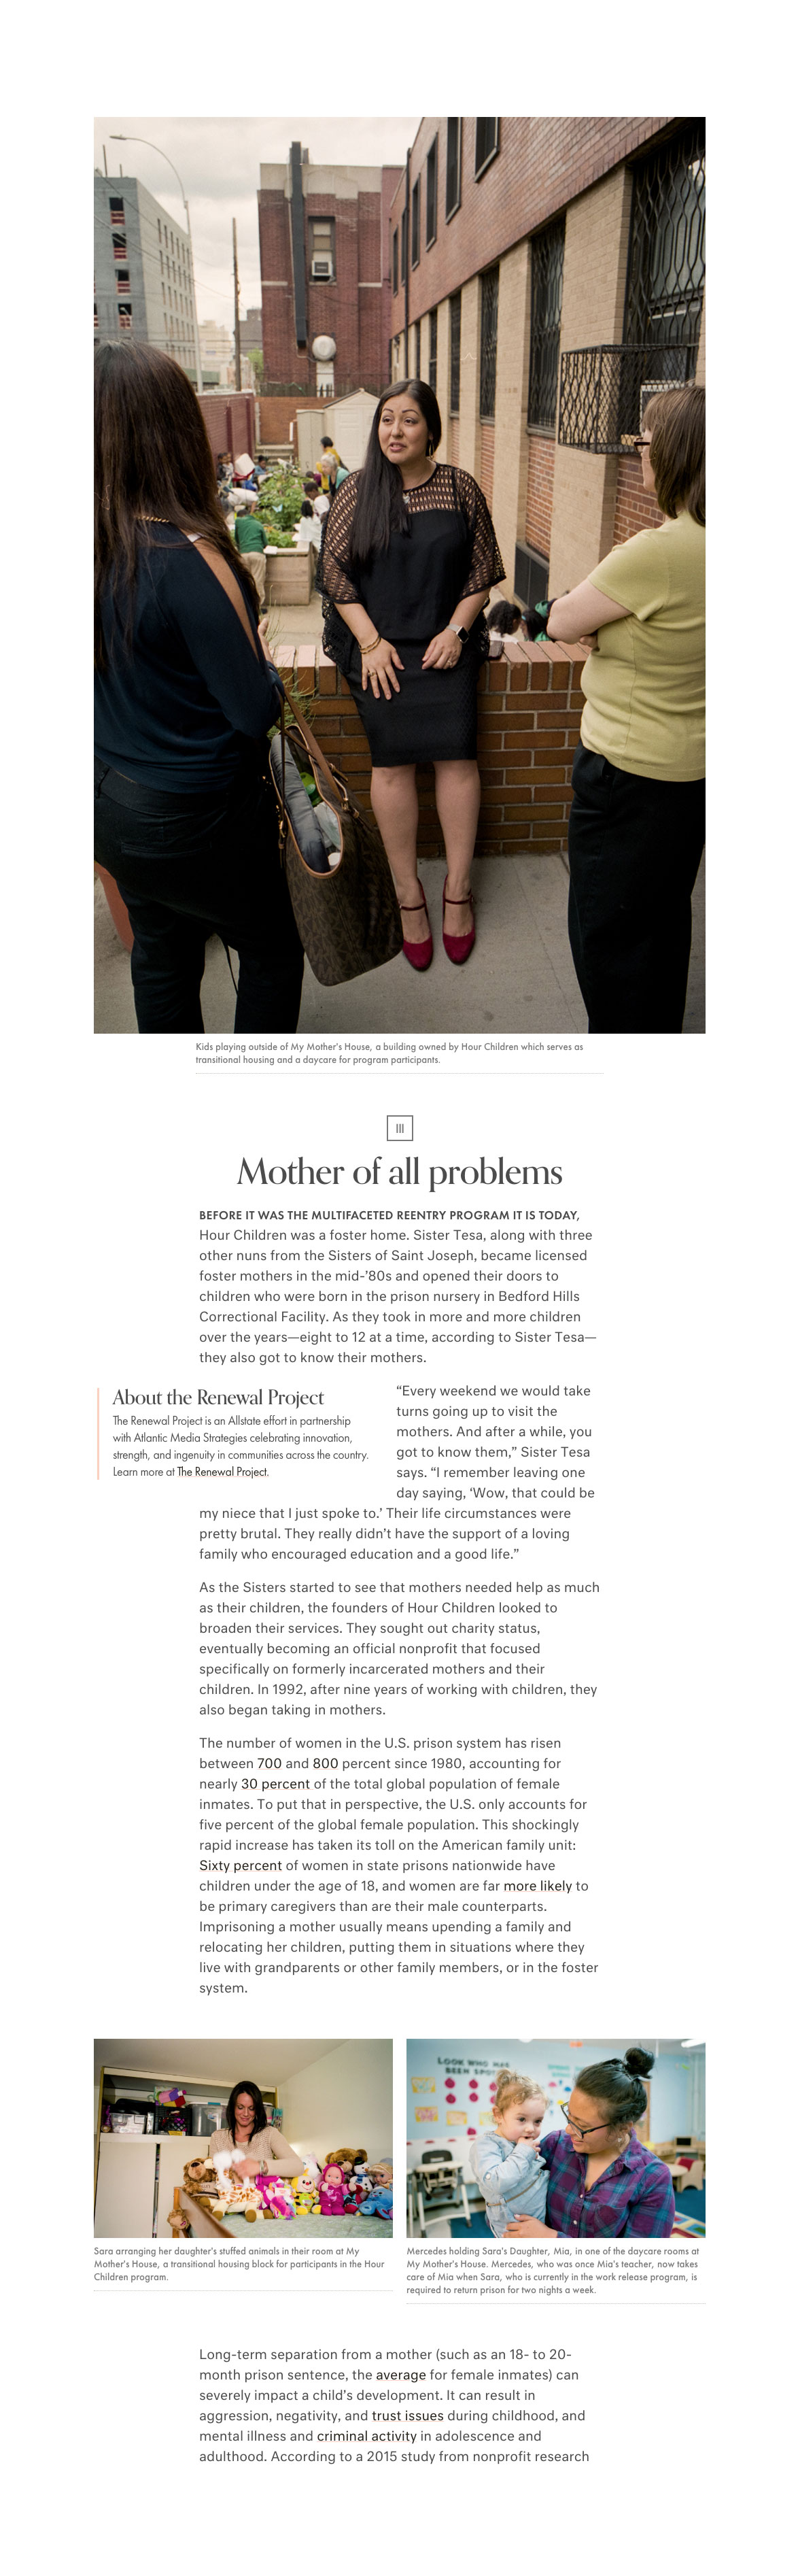 Kids playing outside of My Mother's House, a building owned by Hour Children which serves as
transitional housing and a daycare for program participants.
III
Mother of all problems
BEFORE IT WAS THE MULTIFACETED REENTRY PROGRAM IT IS TODAY,
Hour Children was a foster home. Sister Tesa, along with three
other nuns from the Sisters of Saint Joseph, became licensed
foster mothers in the mid-’80s and opened their doors to
children who were born in the prison nursery in Bedford Hills
Correctional Facility. As they took in more and more children
over the years—eight to 12 at a time, according to Sister Tesa—
they also got to know their mothers.
About the Renewal Project
The Renewal Project is an Allstate effort in partnership
with Atlantic Media Strategies celebrating innovation,
strength, and ingenuity in communities across the country.
Learn more at The Renewal Project.
“Every weekend we would take
turns going up to visit the
mothers. And after a while, you
got to know them,” Sister Tesa
says. “I remember leaving one
day saying, ‘Wow, that could be
my niece that I just spoke to.’ Their life circumstances were
pretty brutal. They really didn’t have the support of a loving
family who encouraged education and a good life.”
As the Sisters started to see that mothers needed help as much
as their children, the founders of Hour Children looked to
broaden their services. They sought out charity status,
eventually becoming an official nonprofit that focused
specifically on formerly incarcerated mothers and their
children. In 1992, after nine years of working with children, they
also began taking in mothers.
The number of women in the U.S. prison system has risen
between 700 and 800 percent since 1980, accounting for
nearly 30 percent of the total global population of female
inmates. To put that in perspective, the U.S. only accounts for
five percent of the global female population. This shockingly
rapid increase has taken its toll on the American family unit:
Sixty percent of women in state prisons nationwide have
children under the age of 18, and women are far more likely to
be primary caregivers than are their male counterparts.
Imprisoning a mother usually means upending a family and
relocating her children, putting them in situations where they
live with grandparents or other family members, or in the foster
system.
LOOK WHO HAS
BEEN SPOT
Sara arranging her daughter's stuffed animals in their room at My
Mother's House, a transitional housing block for participants in the Hour
Children program.
Mercedes holding Sara's Daughter, Mia, in one of the daycare rooms at
My Mother's House. Mercedes, who was once Mia's teacher, now takes
care of Mia when Sara, who is currently in the work release program, is
required to return prison for two nights a week.
Long-term separation from a mother (such as an 18- to 20-
month prison sentence, the average for female inmates) can
severely impact a child’s development. It can result in
aggression, negativity, and trust issues during childhood, and
mental illness and criminal activity in adolescence and
adulthood. According to a 2015 study from nonprofit research